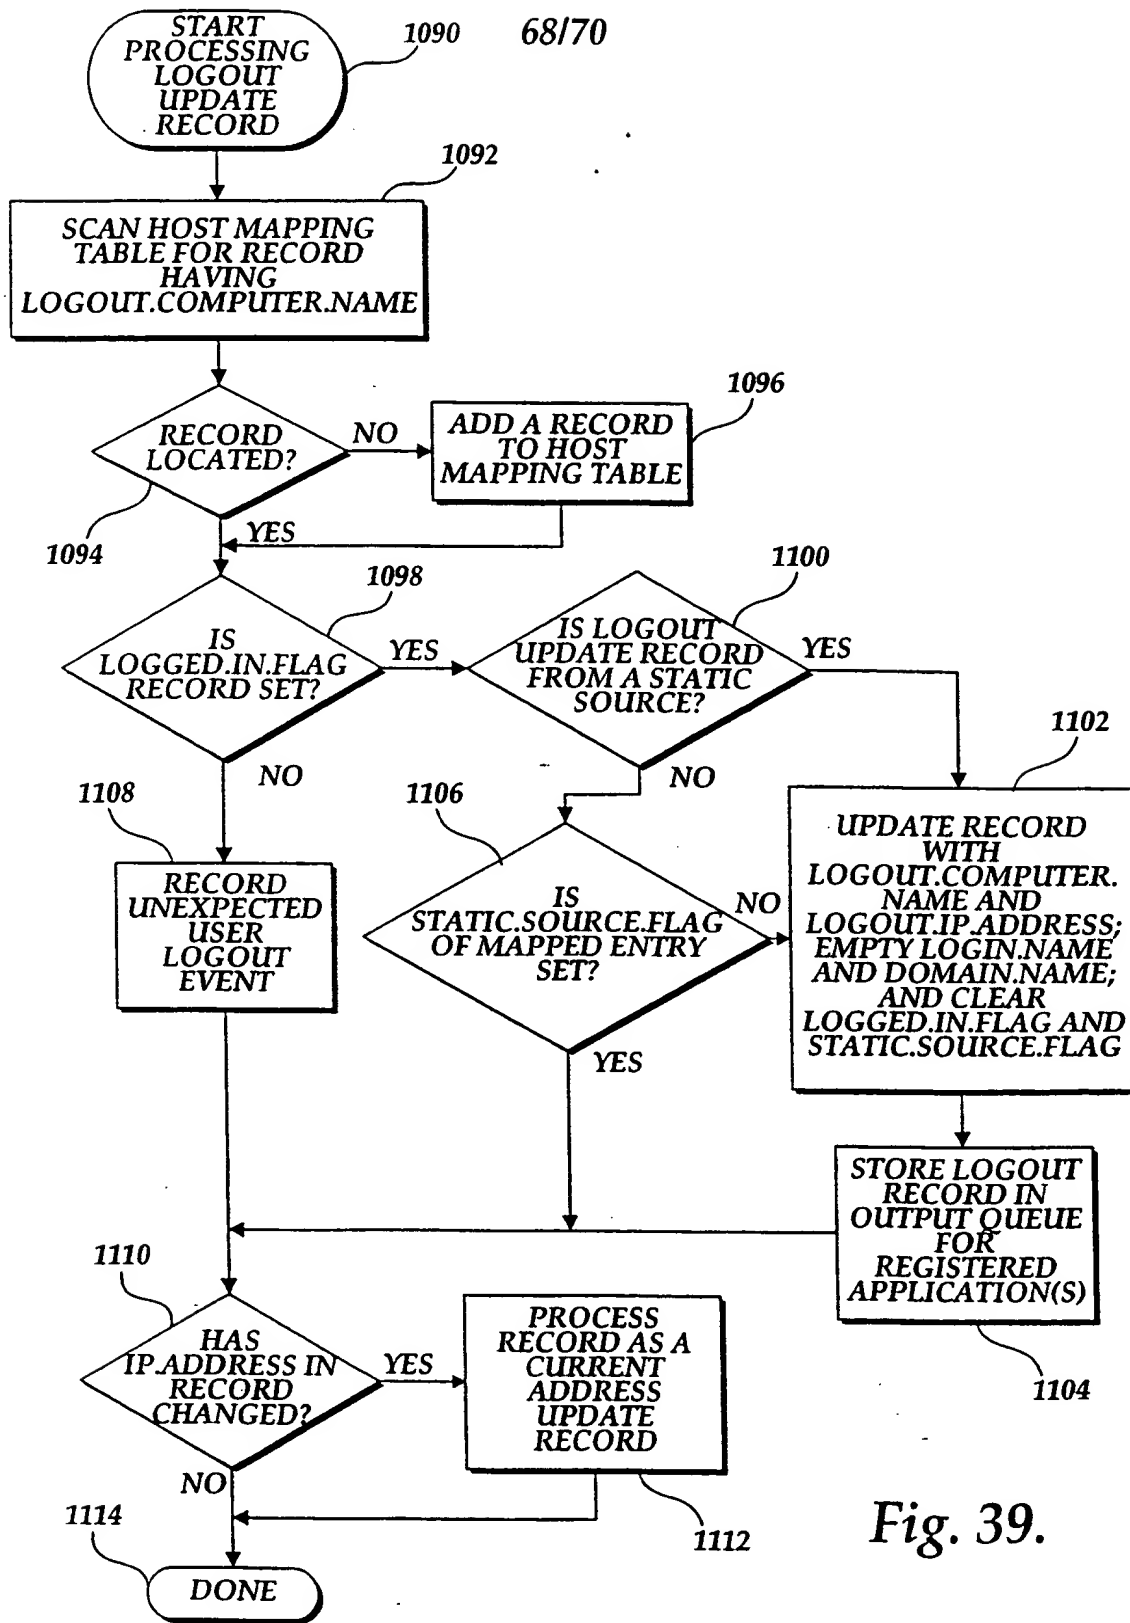 68/70
START
PROCESSING
LOGOUT
UPDATE
RECORD
1090
1092
SCAN HOST MAPPING
TABLE FOR RECORD
HAVING
LOGOUT.COMPUTER.NAME
RECORD
LOCATED?
1094
NO
YES
1096
ADD A RECORD
TO HOST
MAPPING TABLE
1098
IS
LOGGED.IN.FLAG
RECORD SET?
YES
NO
1100
IS LOGOUT
UPDATE RECORD
FROM A STATIC
SOURCE?
YES
NO
1102
UPDATE RECORD
WITH
LOGOUT.COMPUTER.
NAME AND
LOGOUT.IP.ADDRESS;
EMPTY LOGIN.NAME
AND DOMAIN.NAME;
AND CLEAR
LOGGED.IN.FLAG AND
STATIC.SOURCE.FLAG
1106
IS
STATIC.SOURCE.FLAG
OF MAPPED ENTRY
SET?
NO
YES
1108
RECORD
UNEXPECTED
USER
LOGOUT
EVENT
STORE LOGOUT
RECORD IN
OUTPUT QUEUE
FOR
REGISTERED
APPLICATION(S)
1104
1110
HAS
IP.ADDRESS IN
RECORD
CHANGED?
YES
NO
PROCESS
RECORD AS A
CURRENT
ADDRESS
UPDATE
RECORD
1112
1114
DONE
Fig. 39.